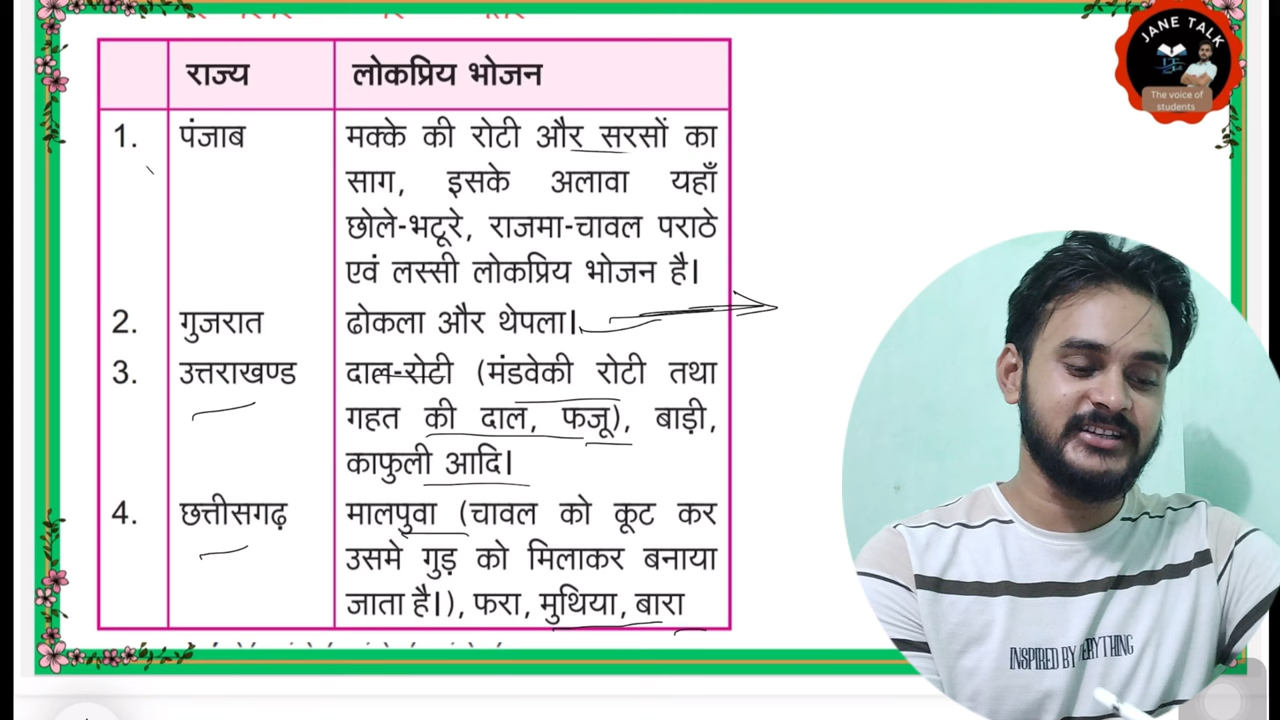 JANE TALK
The voice of
students
राज्य लोकप्रिय भोजन
1. पंजाब मक्के की रोटी और सरसों का
साग, इसके अलावा यहाँ
छोले-भटूरे, राजमा-चावल पराठे
एवं लस्सी लोकप्रिय भोजन है।
2. गुजरात ढोकला और थेपला।
3. उत्तराखण्ड दाल-रोटी (मंडवेकी रोटी तथा
गहत की दाल, फजू), बाड़ी,
काफुली आदि।
4. छत्तीसगढ़ मालपुवा (चावल को कूट कर
उसमे गुड़ को मिलाकर बनाया
जाता है।), फरा, मुथिया, बारा
INSPIRED BY EVERYTHING